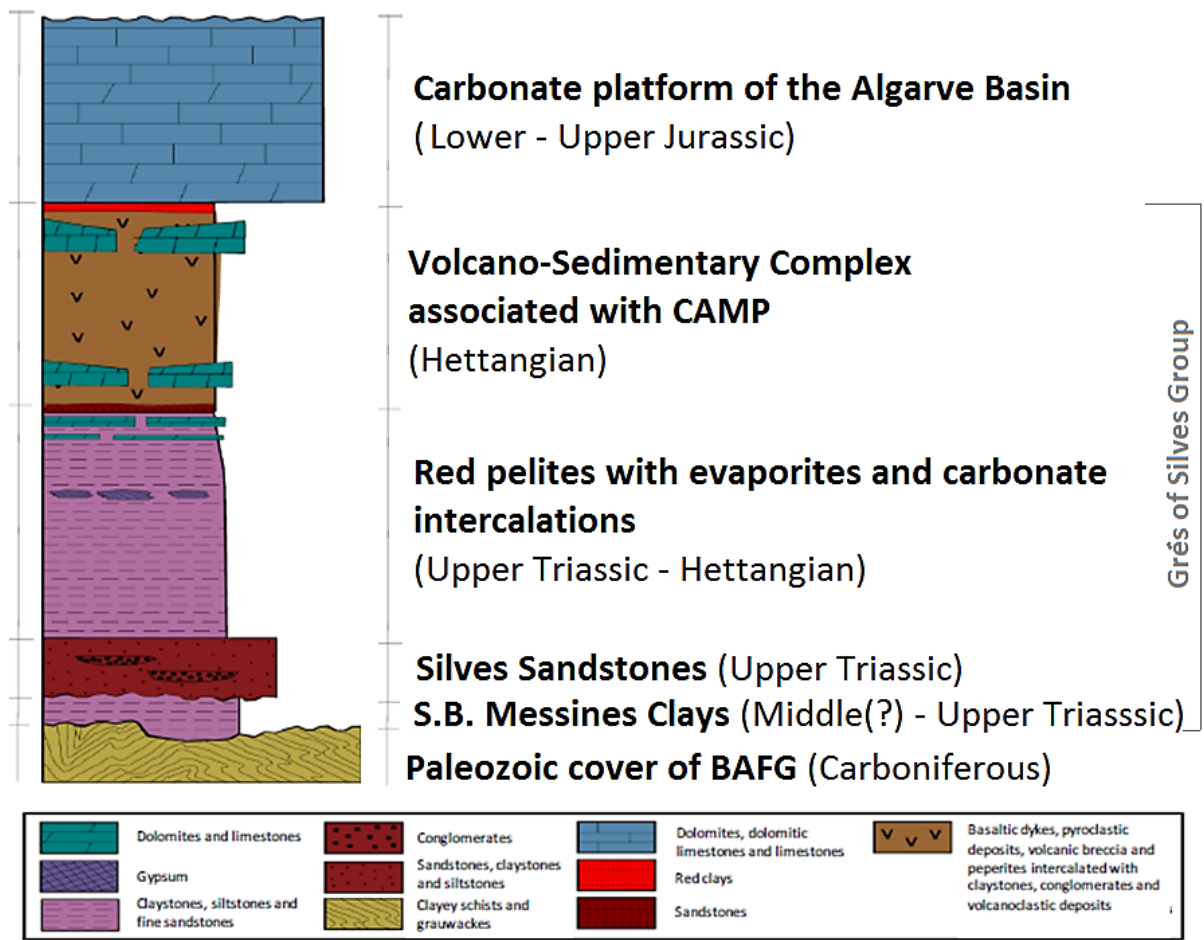 Carbonate platform of the Algarve Basin
( Lower - Upper Jurassic)
Volcano-Sedimentary Complex
associated with CAMP
(Hettangian)
Red pelites with evaporites and carbonate
intercalations
(Upper Triassic - Hettangian)
Silves Sandstones (Upper Triassic)
S.B. Messines Clays (Middle(?) - Upper Triasssic)
Paleozoic cover of BAFG (Carboniferous)
Grés of Silves Group
Dolomites and limestones
Gypsum
Claystones, siltstones and
fine sandstones
Conglomerates
Sandstones, claystones
and siltstones
Clayey schists and
grauwackes
Dolomites, dolomitic
limestones and limestones
Red clays
Sandstones
Basaltic dykes, pyroclastic
deposits, volcanic breccia and
peperites intercalated with
claystones, conglomerates and
volcanoclastic deposits